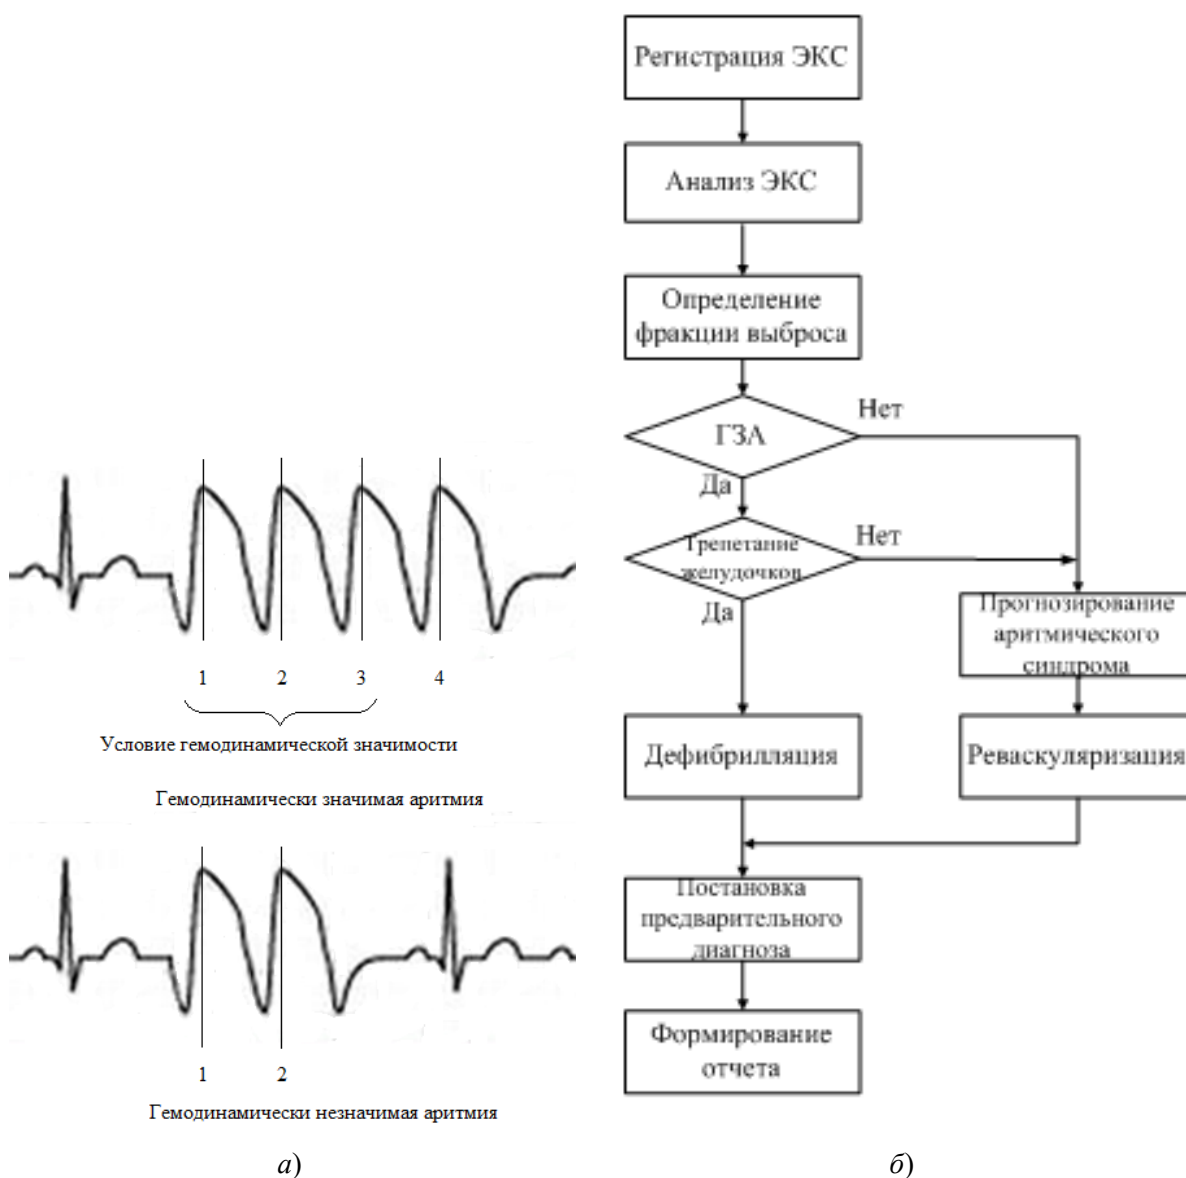 1 2 3 4
Условие гемодинамической значимости
Гемодинамически значимая аритмия
1 2
Гемодинамически незначимая аритмия
а)
Регистрация ЭКС
Анализ ЭКС
Определение
фракции выброса
ГЗА
Нет
Да
Трепетание
желудочков
Нет
Да
Прогнозирование
аритмического
синдрома
Дефибрилляция
Реваскуляризация
Постановка
предварительного
диагноза
Формирование
отчета
б)